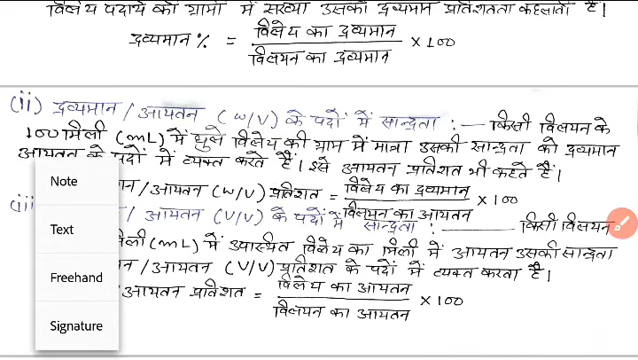 विलेय पदार्थ की ग्रामों में संख्या उसकी द्रव्यमान प्रतिशतता कहलाती है।
द्रव्यमान % = विलेय का द्रव्यमान / विलयन का द्रव्यमान × 100
(ii) द्रव्यमान / आयतन (W/V) के पदों में सान्द्रता :— किसी विलयन के
100 मिली (mL) में घुले विलेय की ग्राम में मात्रा उसकी सान्द्रता को द्रव्यमान
आयतन के पदों में व्यक्त करते हैं। इसे आयतन प्रतिशत भी कहते हैं।
मान / आयतन (W/V) प्रतिशत = विलेय का द्रव्यमान / विलयन का आयतन × 100
(iii / आयतन (V/V) के पदों में सान्द्रता :— किसी विलयन
(mL) में उपस्थित विलेय का मिली में आयतन उसकी सान्द्रता
/ आयतन (V/V) प्रतिशत के पदों में व्यक्त करता है।
आयतन प्रतिशत = विलेय का आयतन / विलयन का आयतन × 100
Note
Text
Freehand
Signature